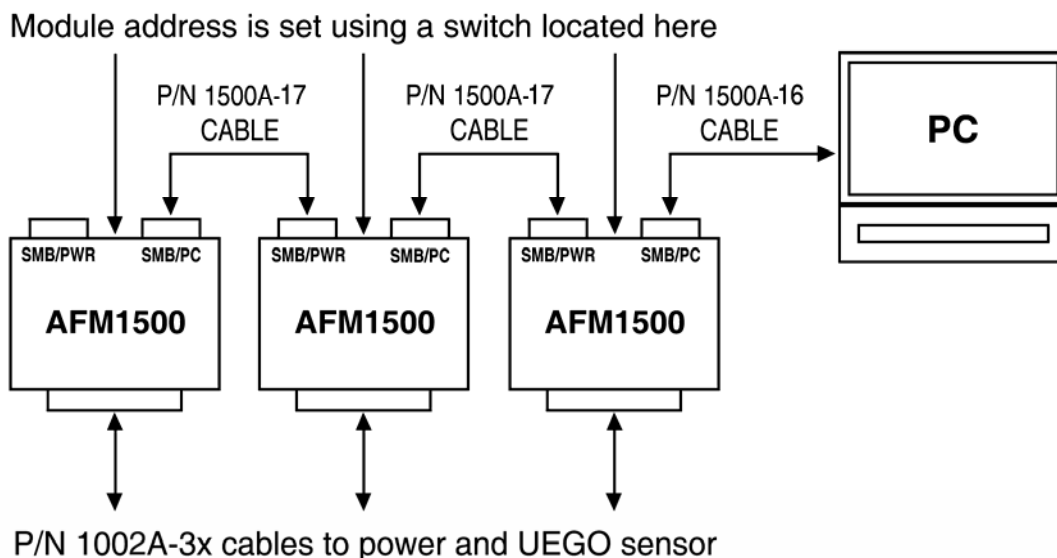 Module address is set using a switch located here
P/N 1500A-17
CABLE
P/N 1500A-17
CABLE
P/N 1500A-16
CABLE
PC
SMB/PWR SMB/PC
AFM1500
SMB/PWR SMB/PC
AFM1500
SMB/PWR SMB/PC
AFM1500
P/N 1002A-3x cables to power and UEGO sensor